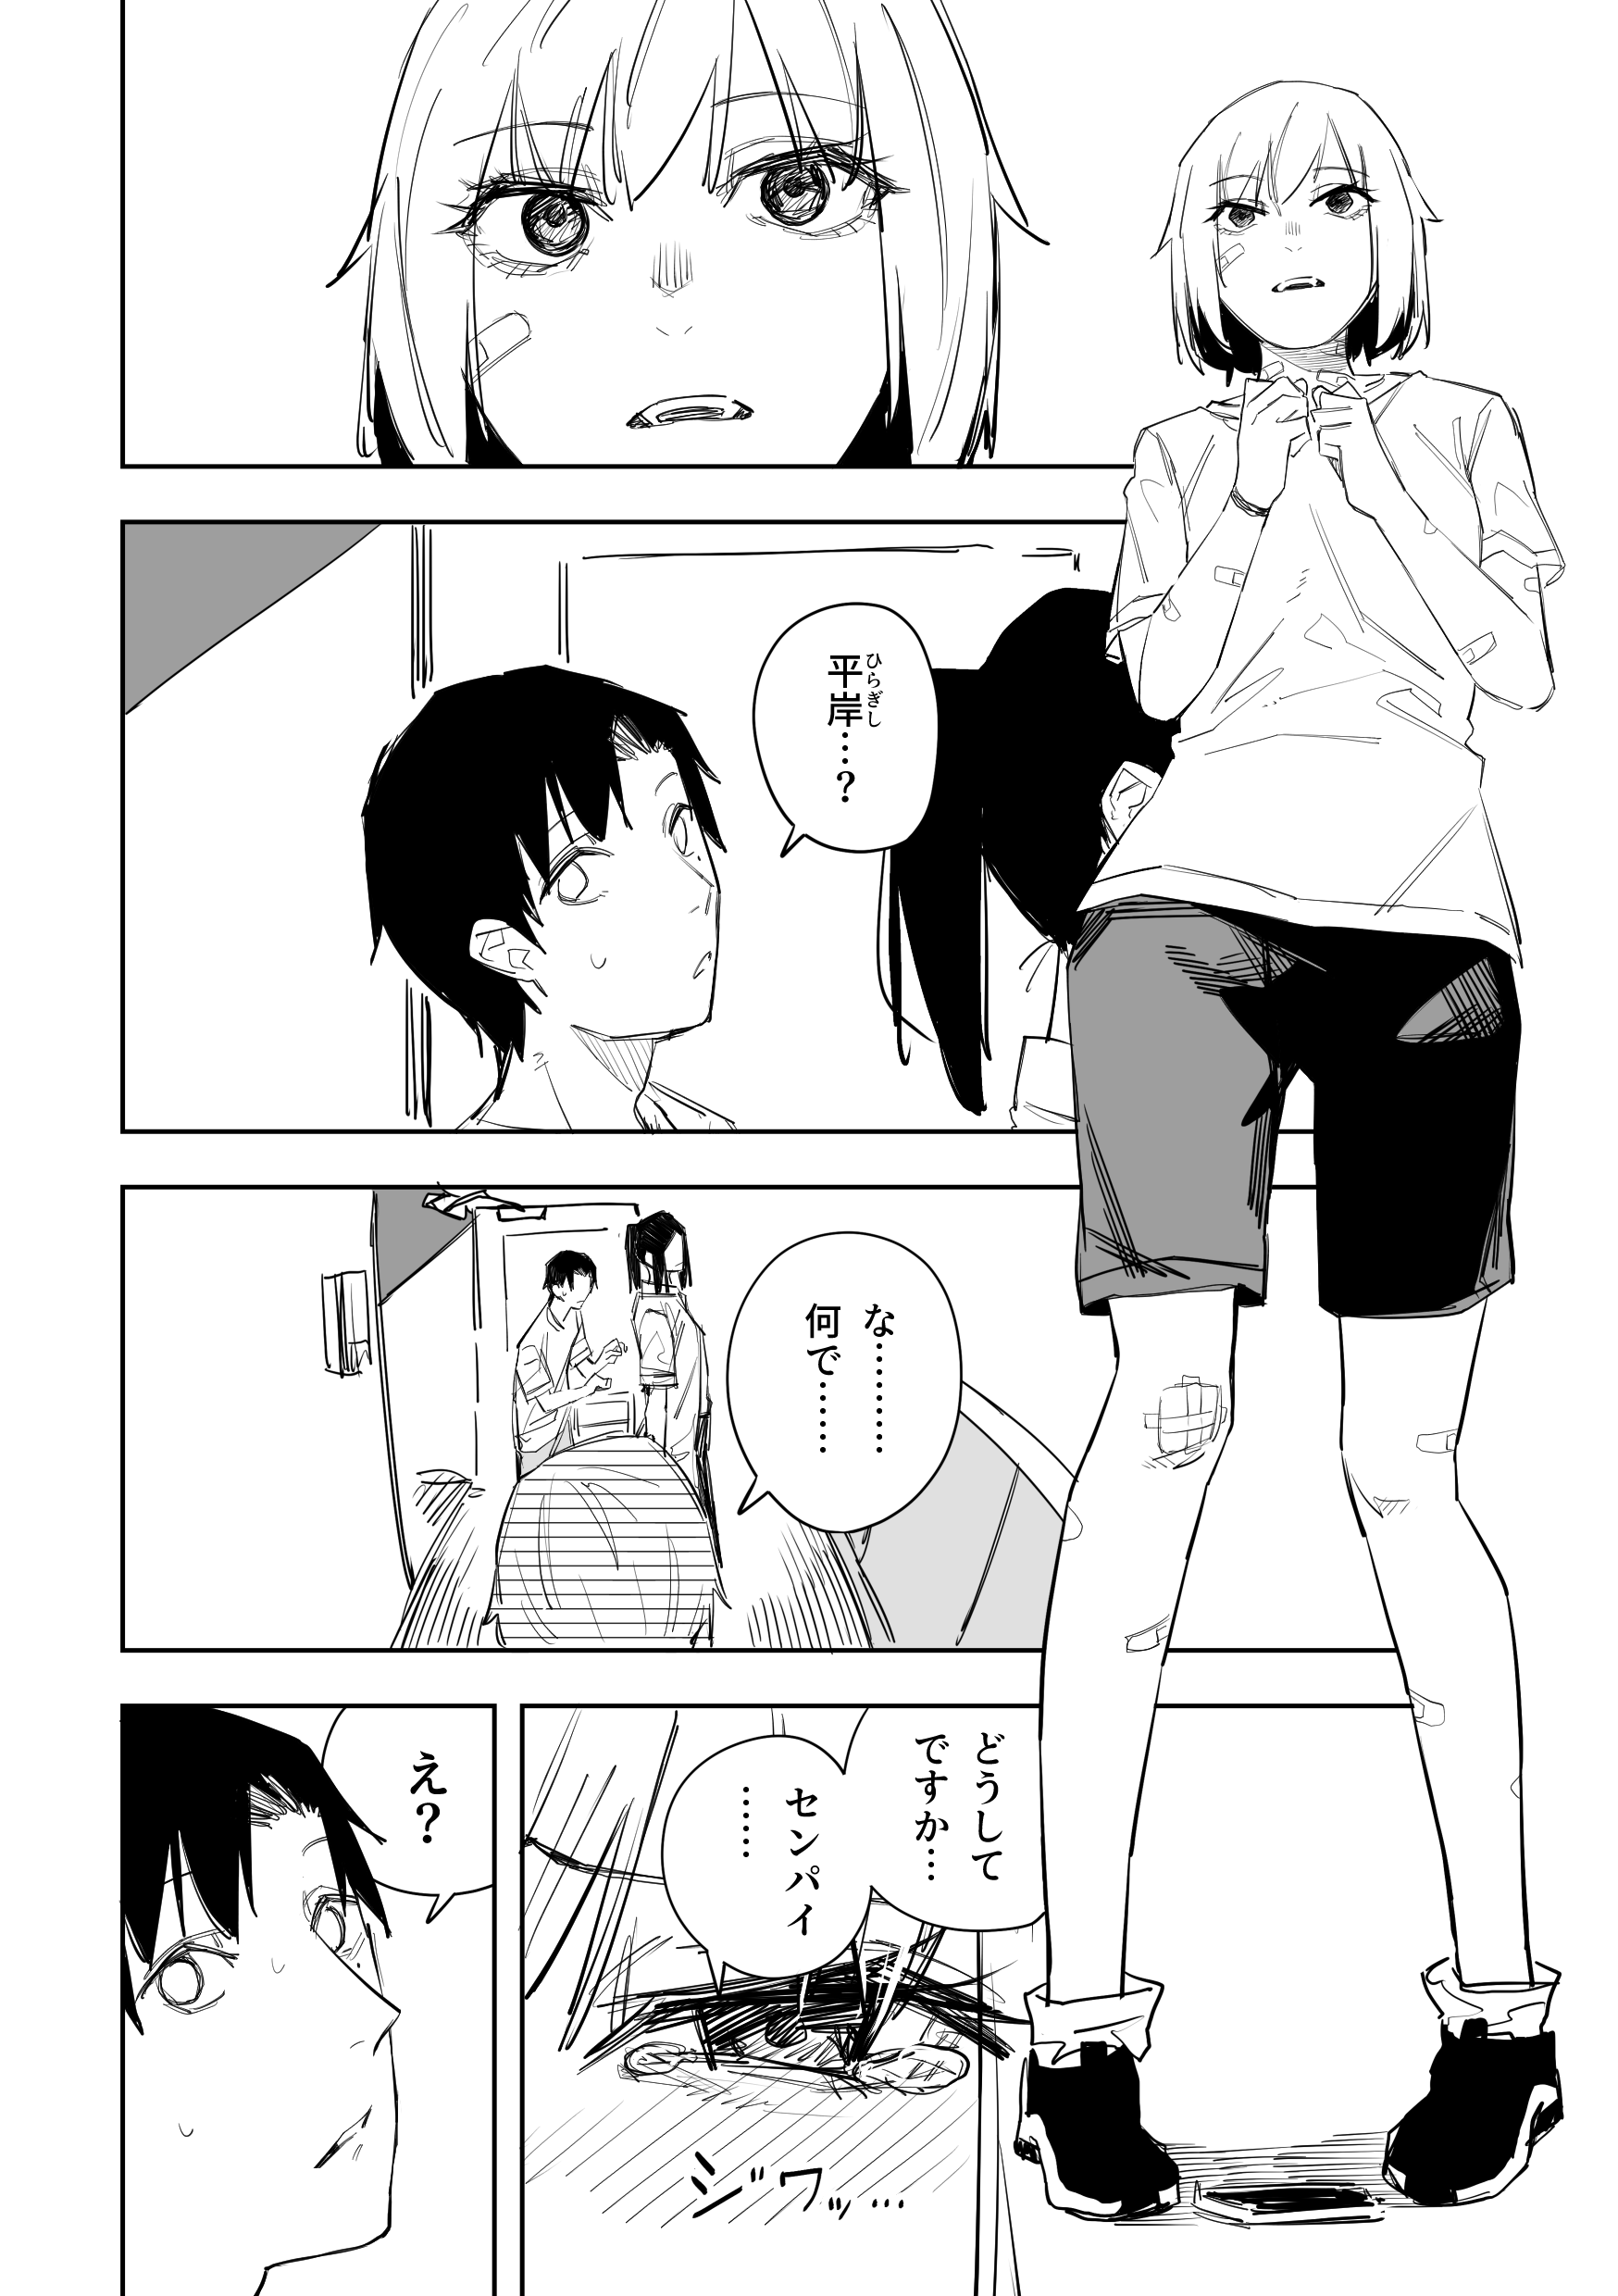 平岸…？
ひらぎし
な………
何で………
どうして
ですか…
センパイ
……
ジワッ…
え？